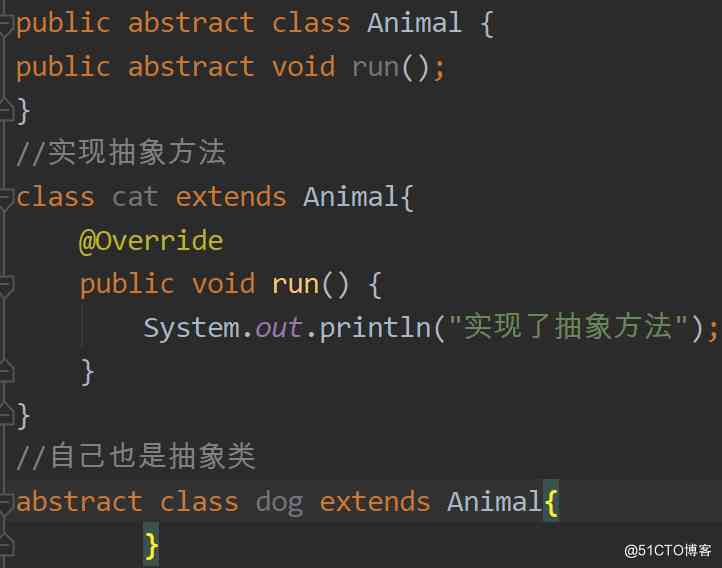 public abstract class Animal {
public abstract void run();
}
//实现抽象方法
class cat extends Animal{
    @Override
    public void run() {
        System.out.println("实现了抽象方法");
    }
}
//自己也是抽象类
abstract class dog extends Animal{
        }
@51CTO博客